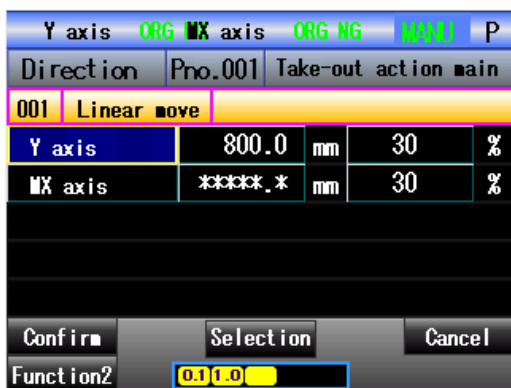 Y axis ORG MX axis ORG NG MANU P
Direction Pno.001 Take-out action main
001 Linear move
Y axis 800.0 mm 30 %
MX axis *****.* mm 30 %
Confirm Selection Cancel
Function2 0.1 1.0